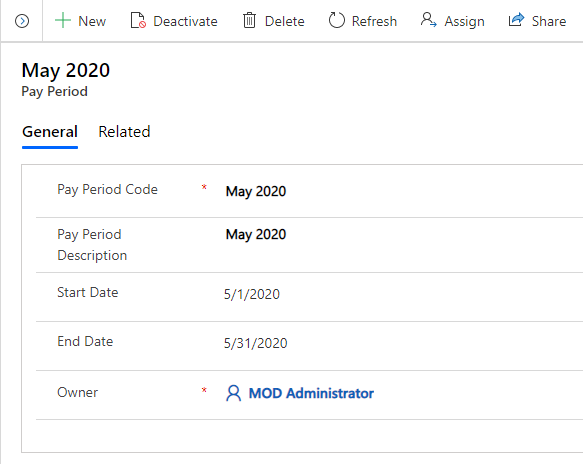 New Deactivate Delete Refresh Assign Share
May 2020
Pay Period
General Related
Pay Period Code * May 2020
Pay Period May 2020
Description
Start Date 5/1/2020
End Date 5/31/2020
Owner * MOD Administrator